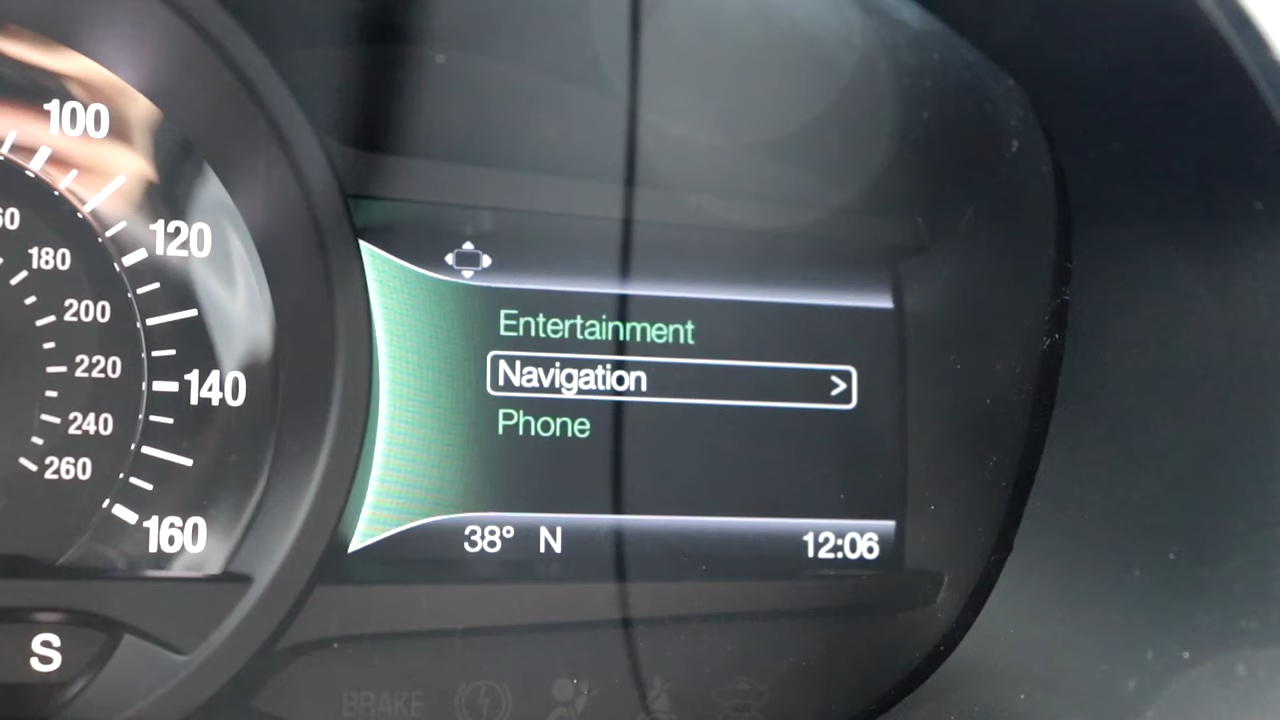 100
120
140
160
180
200
220
240
260
Entertainment
Navigation >
Phone
38° N 12:06
S
BRAKE